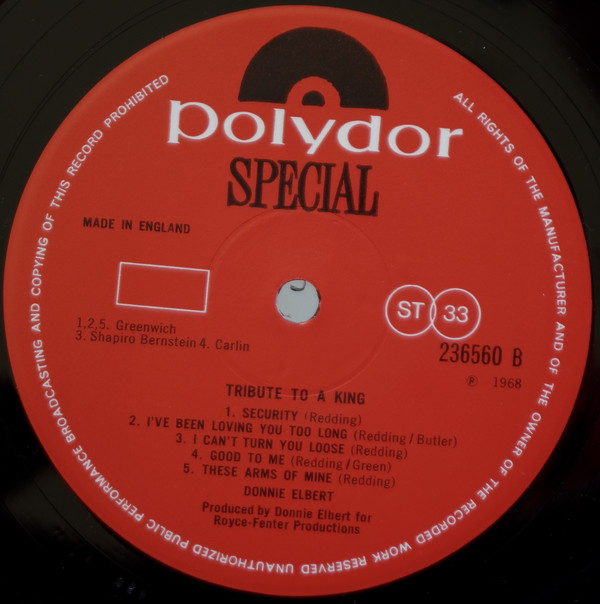 polydor
SPECIAL
MADE IN ENGLAND
ST 33
1,2,5. Greenwich
3. Shapiro Bernstein 4. Carlin
236560 B
℗ 1968
TRIBUTE TO A KING
1. SECURITY (Redding)
2. I'VE BEEN LOVING YOU TOO LONG (Redding/Butler)
3. I CAN'T TURN YOU LOOSE (Redding)
4. GOOD TO ME (Redding/Green)
5. THESE ARMS OF MINE (Redding)
DONNIE ELBERT
Produced by Donnie Elbert for
Royce-Fenter Productions
ALL RIGHTS OF THE MANUFACTURER AND OF THE OWNER OF THE RECORDED WORK RESERVED UNAUTHORIZED PUBLIC PERFORMANCE BROADCASTING AND COPYING OF THIS RECORD PROHIBITED